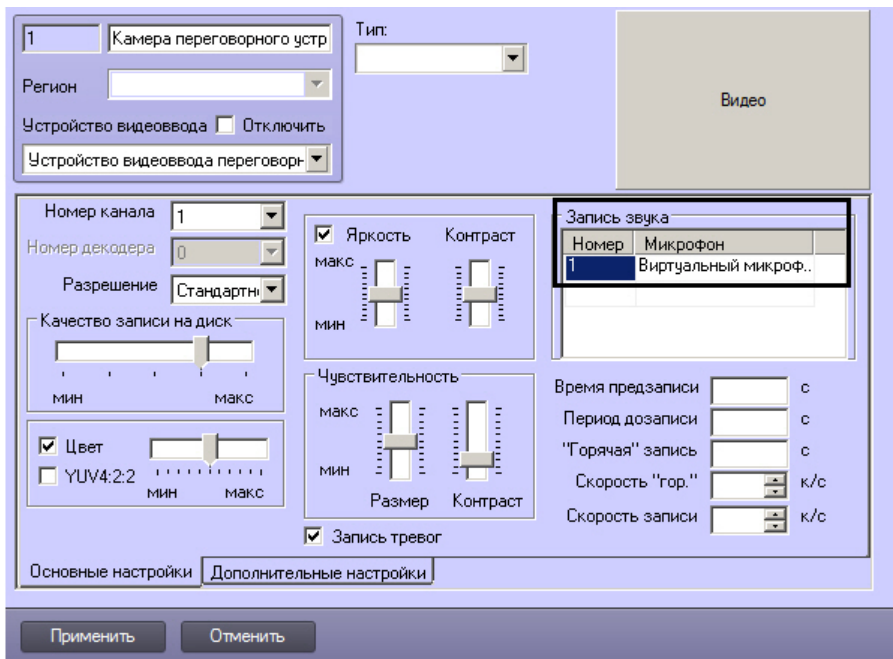 1 Камера переговорного устр
Тип:
Регион
Устройство видеоввода Отключить
Устройство видеоввода переговорн
Видео
Номер канала 1
Номер декодера 0
Разрешение Стандартн
Качество записи на диск
мин макс
Цвет
YUV4:2:2
мин макс
Яркость Контраст
макс
мин
Чувствительность
макс
мин
Размер Контраст
Запись тревог
Запись звука
Номер Микрофон
1 Виртуальный микроф..
Время предзаписи с
Период дозаписи с
"Горячая" запись с
Скорость "гор." к/с
Скорость записи к/с
Основные настройки Дополнительные настройки
Применить Отменить